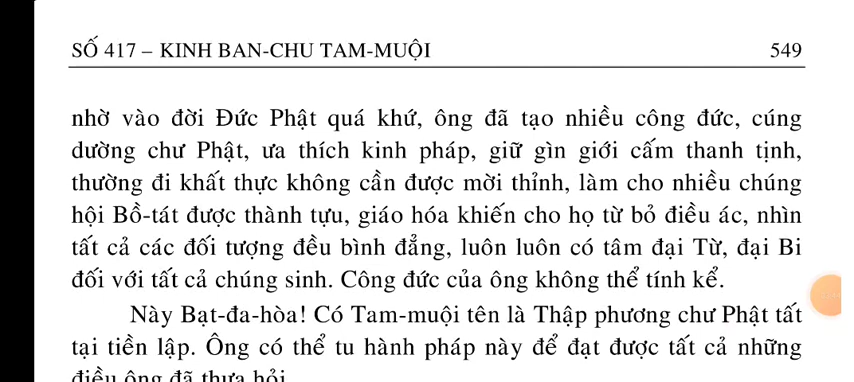 SỐ 417 – KINH BAN-CHU TAM-MUỘI 549
nhờ vào đời Đức Phật quá khứ, ông đã tạo nhiều công đức, cúng
dường chư Phật, ưa thích kinh pháp, giữ gìn giới cấm thanh tịnh,
thường đi khất thực không cần được mời thỉnh, làm cho nhiều chúng
hội Bồ-tát được thành tựu, giáo hóa khiến cho họ từ bỏ điều ác, nhìn
tất cả các đối tượng đều bình đẳng, luôn luôn có tâm đại Từ, đại Bi
đối với tất cả chúng sinh. Công đức của ông không thể tính kể.
Này Bạt-đa-hòa! Có Tam-muội tên là Thập phương chư Phật tất
tại tiền lập. Ông có thể tu hành pháp này để đạt được tất cả những
điều ông đã thưa hỏi.